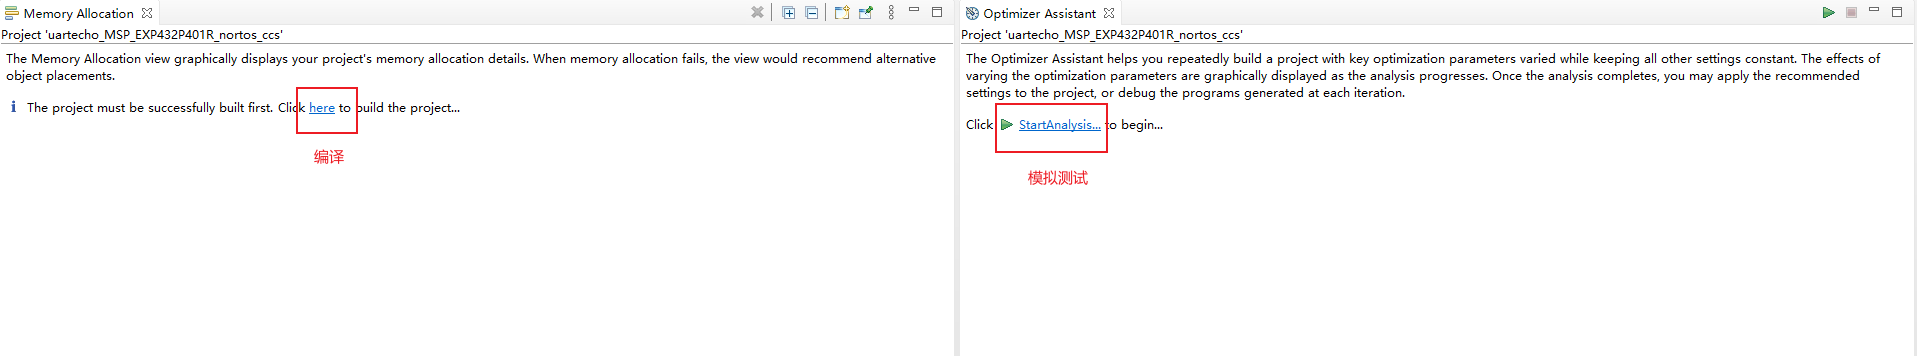 Memory Allocation
Project 'uartecho_MSP_EXP432P401R_nortos_ccs'
The Memory Allocation view graphically displays your project's memory allocation details. When memory allocation fails, the view would recommend alternative
object placements.
The project must be successfully built first. Click here to build the project...
编译
Optimizer Assistant
Project 'uartecho_MSP_EXP432P401R_nortos_ccs'
The Optimizer Assistant helps you repeatedly build a project with key optimization parameters varied while keeping all other settings constant. The effects of
varying the optimization parameters are graphically displayed as the analysis progresses. Once the analysis completes, you may apply the recommended
settings to the project, or debug the programs generated at each iteration.
Click StartAnalysis... to begin...
模拟测试